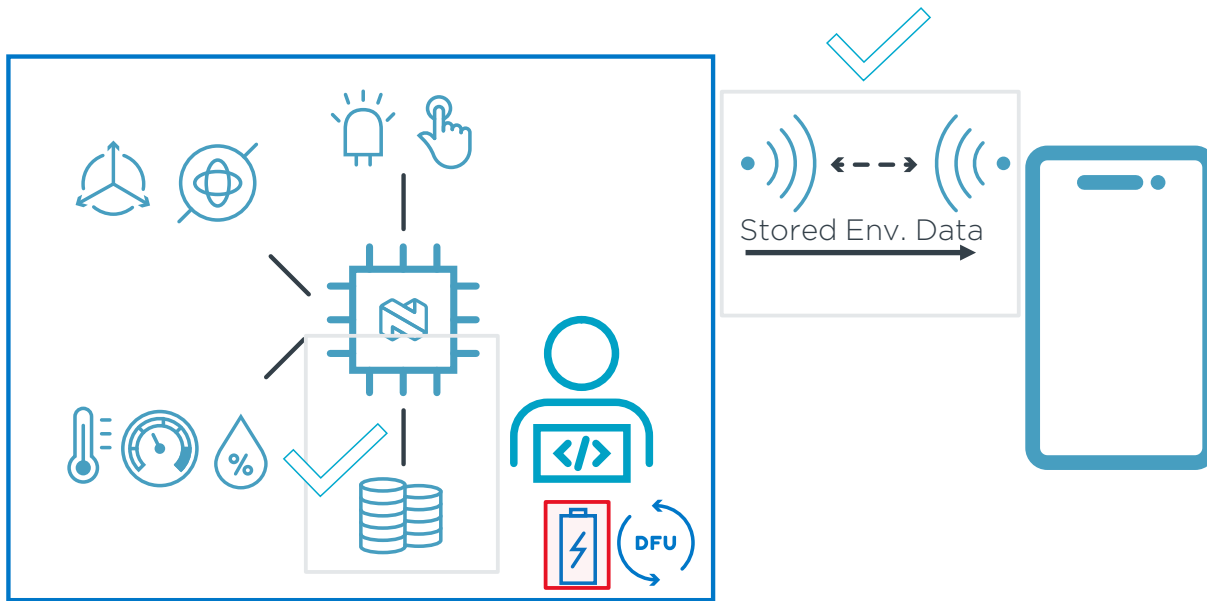 Stored Env. Data
%
</>
DFU